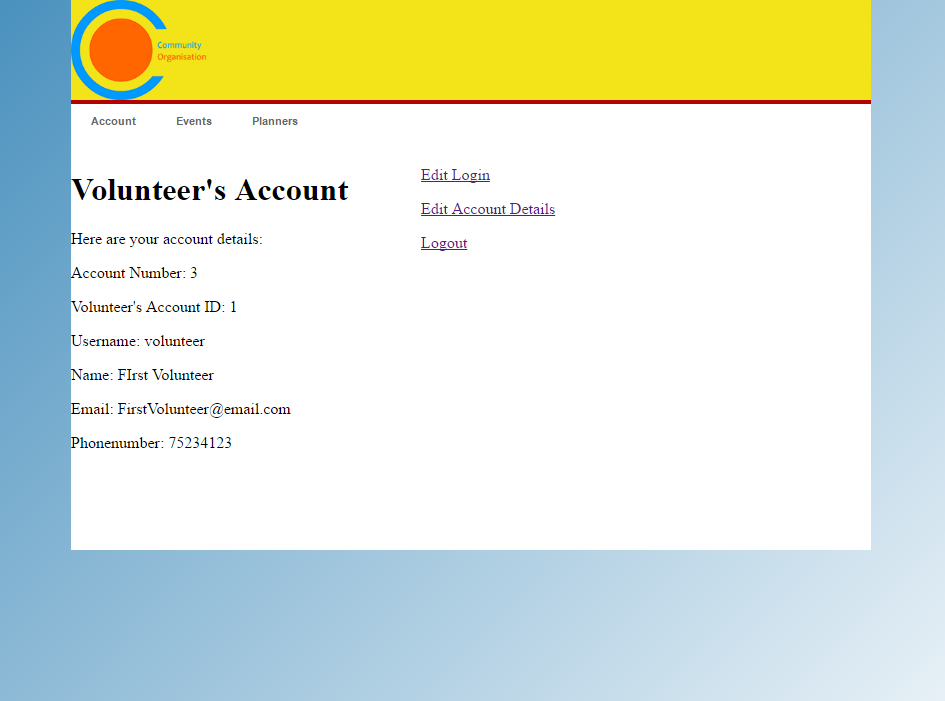 Community
Organisation
Account Events Planners
Volunteer's Account
Here are your account details:
Account Number: 3
Volunteer's Account ID: 1
Username: volunteer
Name: FIrst Volunteer
Email: FirstVolunteer@email.com
Phonenumber: 75234123
Edit Login
Edit Account Details
Logout